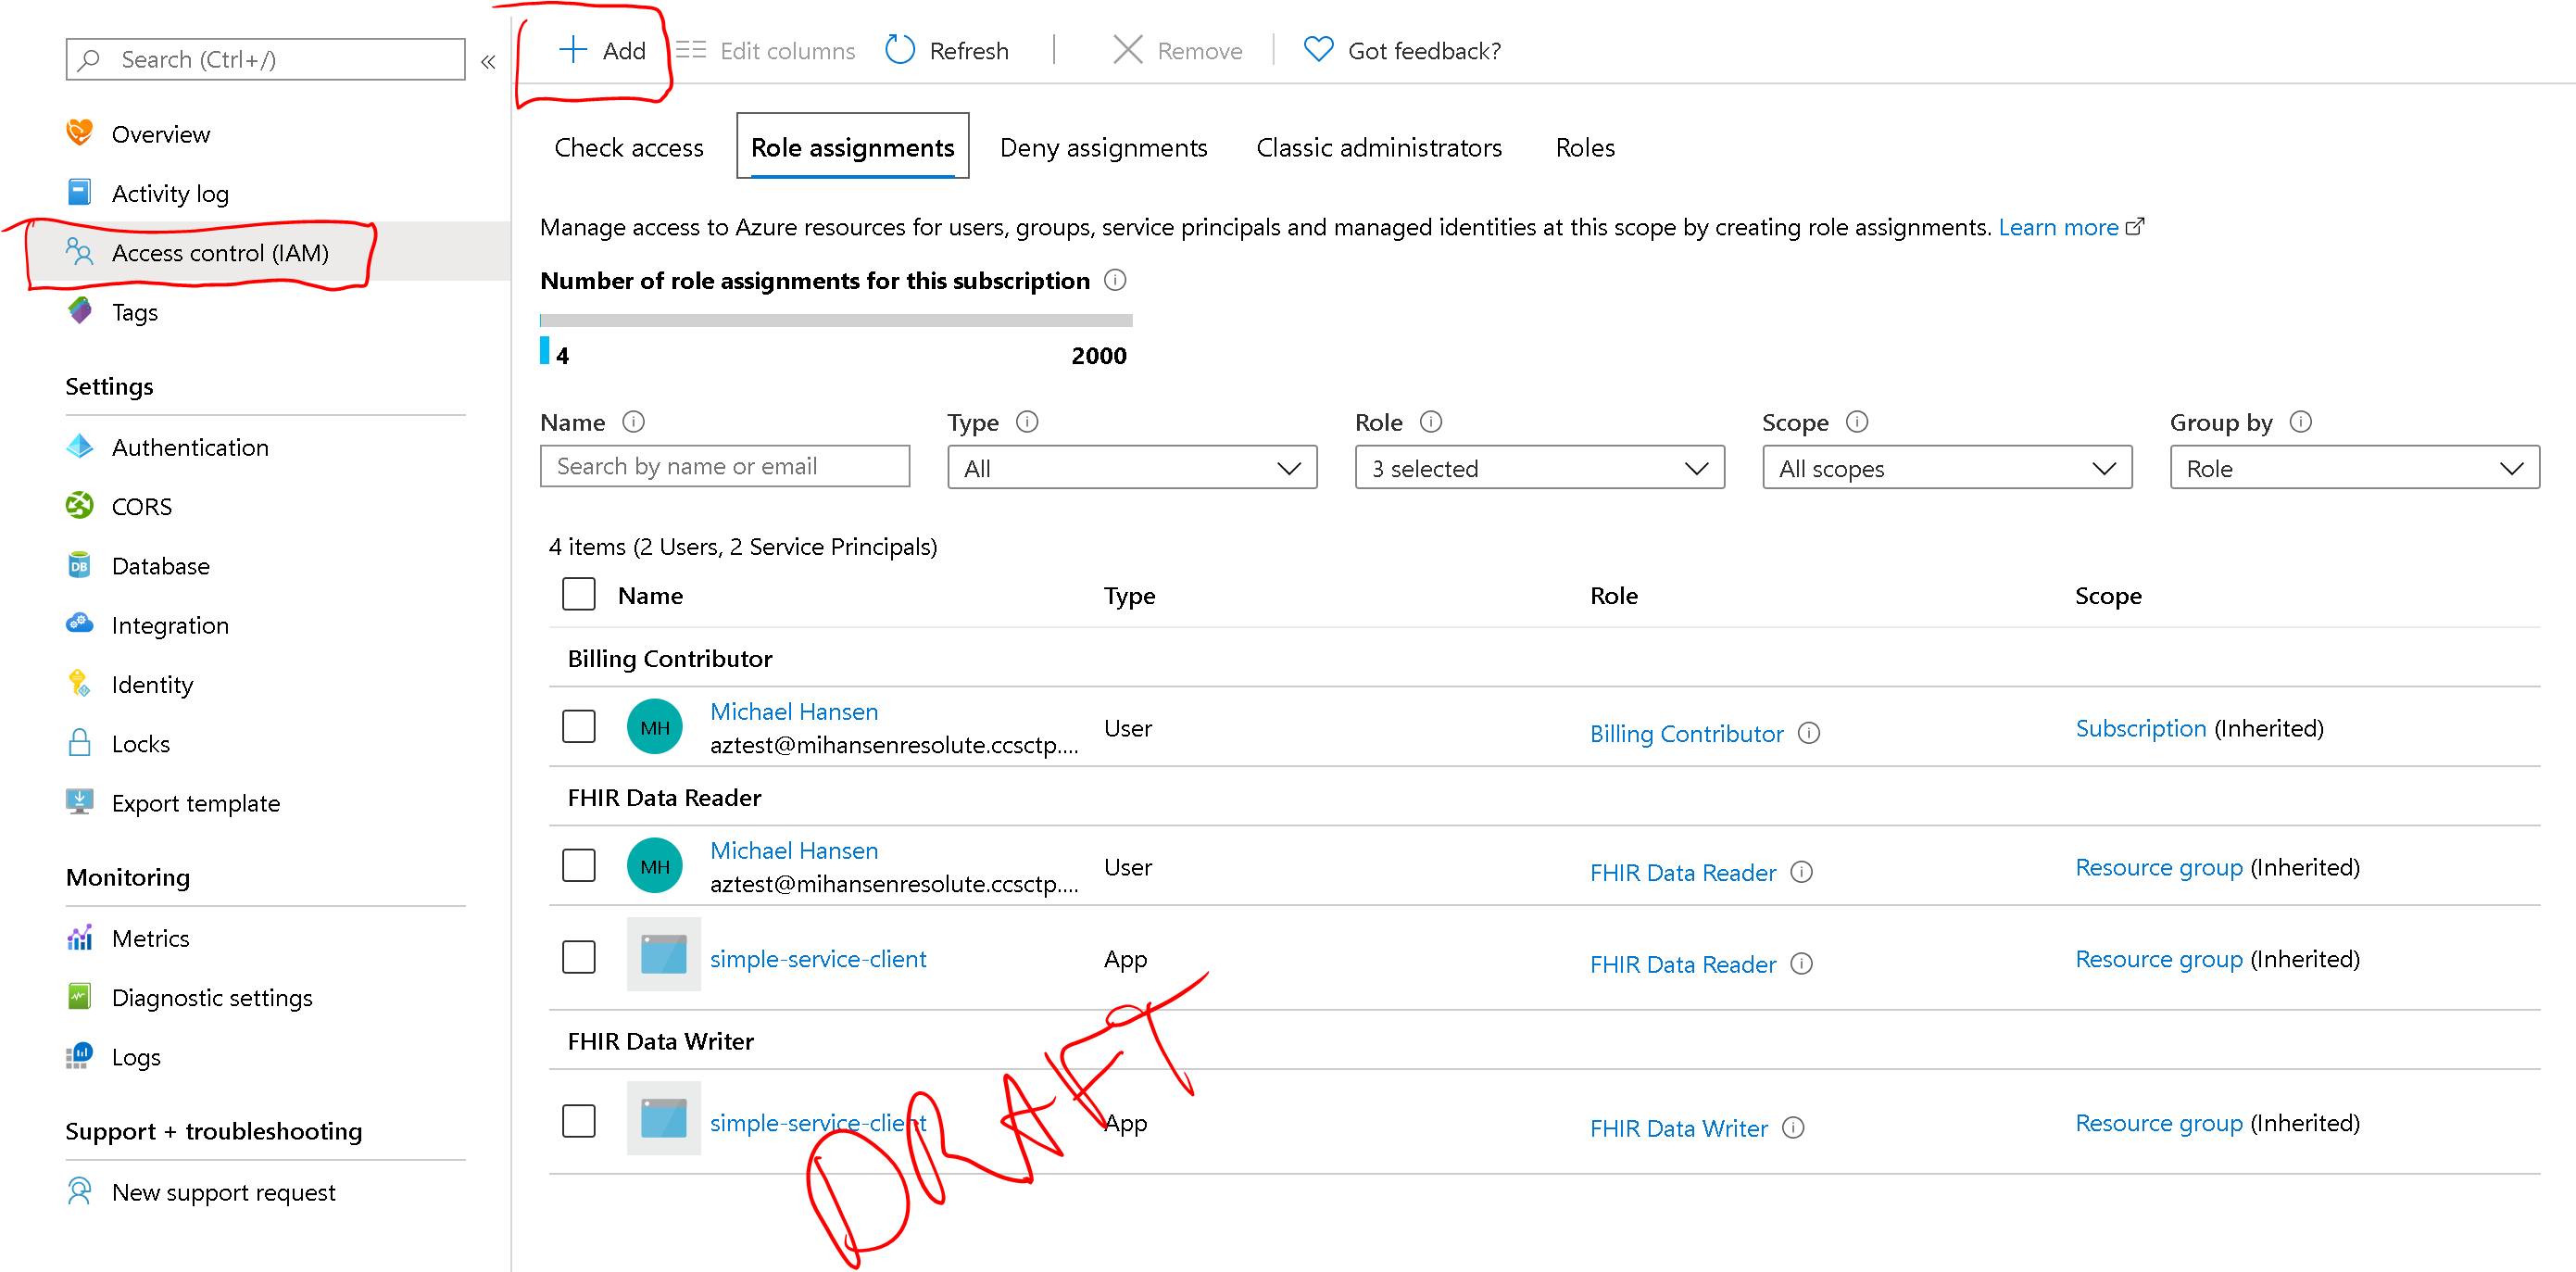 Search (Ctrl+/)
«
Overview
Activity log
Access control (IAM)
Tags
Settings
Authentication
CORS
Database
Integration
Identity
Locks
Export template
Monitoring
Metrics
Diagnostic settings
Logs
Support + troubleshooting
New support request
Add Edit columns Refresh Remove Got feedback?
Check access Role assignments Deny assignments Classic administrators Roles
Manage access to Azure resources for users, groups, service principals and managed identities at this scope by creating role assignments. Learn more
Number of role assignments for this subscription
4 2000
Name Type Role Scope Group by
Search by name or email All 3 selected All scopes Role
4 items (2 Users, 2 Service Principals)
Name Type Role Scope
Billing Contributor
MH Michael Hansen User Billing Contributor Subscription (Inherited)
aztest@mihansenresolute.ccsctp....
FHIR Data Reader
MH Michael Hansen User FHIR Data Reader Resource group (Inherited)
aztest@mihansenresolute.ccsctp....
simple-service-client App FHIR Data Reader Resource group (Inherited)
FHIR Data Writer
simple-service-client App FHIR Data Writer Resource group (Inherited)
DRAFT